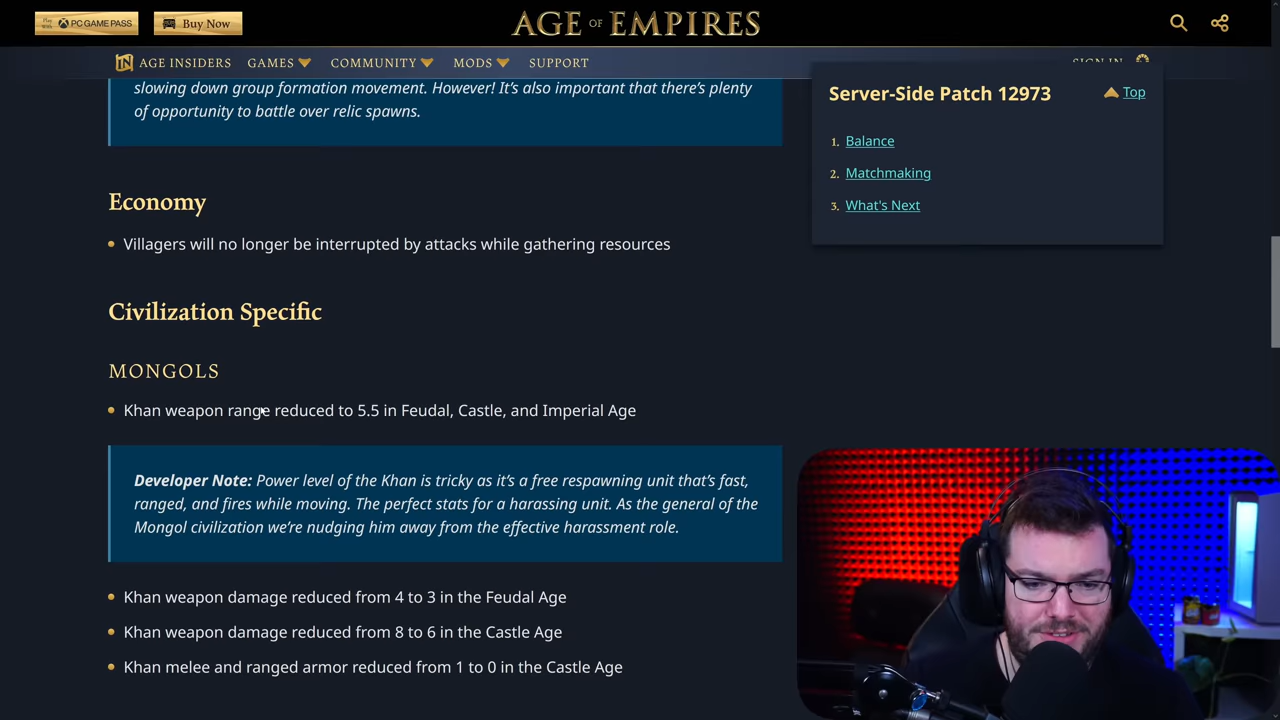 Play With PC GAME PASS
Buy Now
AGE OF EMPIRES
AGE INSIDERS
GAMES
COMMUNITY
MODS
SUPPORT
SIGN IN
slowing down group formation movement. However! It's also important that there's plenty
of opportunity to battle over relic spawns.
Server-Side Patch 12973
Top
1. Balance
2. Matchmaking
3. What's Next
Economy
Villagers will no longer be interrupted by attacks while gathering resources
Civilization Specific
MONGOLS
Khan weapon range reduced to 5.5 in Feudal, Castle, and Imperial Age
Developer Note: Power level of the Khan is tricky as it's a free respawning unit that's fast,
ranged, and fires while moving. The perfect stats for a harassing unit. As the general of the
Mongol civilization we're nudging him away from the effective harassment role.
Khan weapon damage reduced from 4 to 3 in the Feudal Age
Khan weapon damage reduced from 8 to 6 in the Castle Age
Khan melee and ranged armor reduced from 1 to 0 in the Castle Age